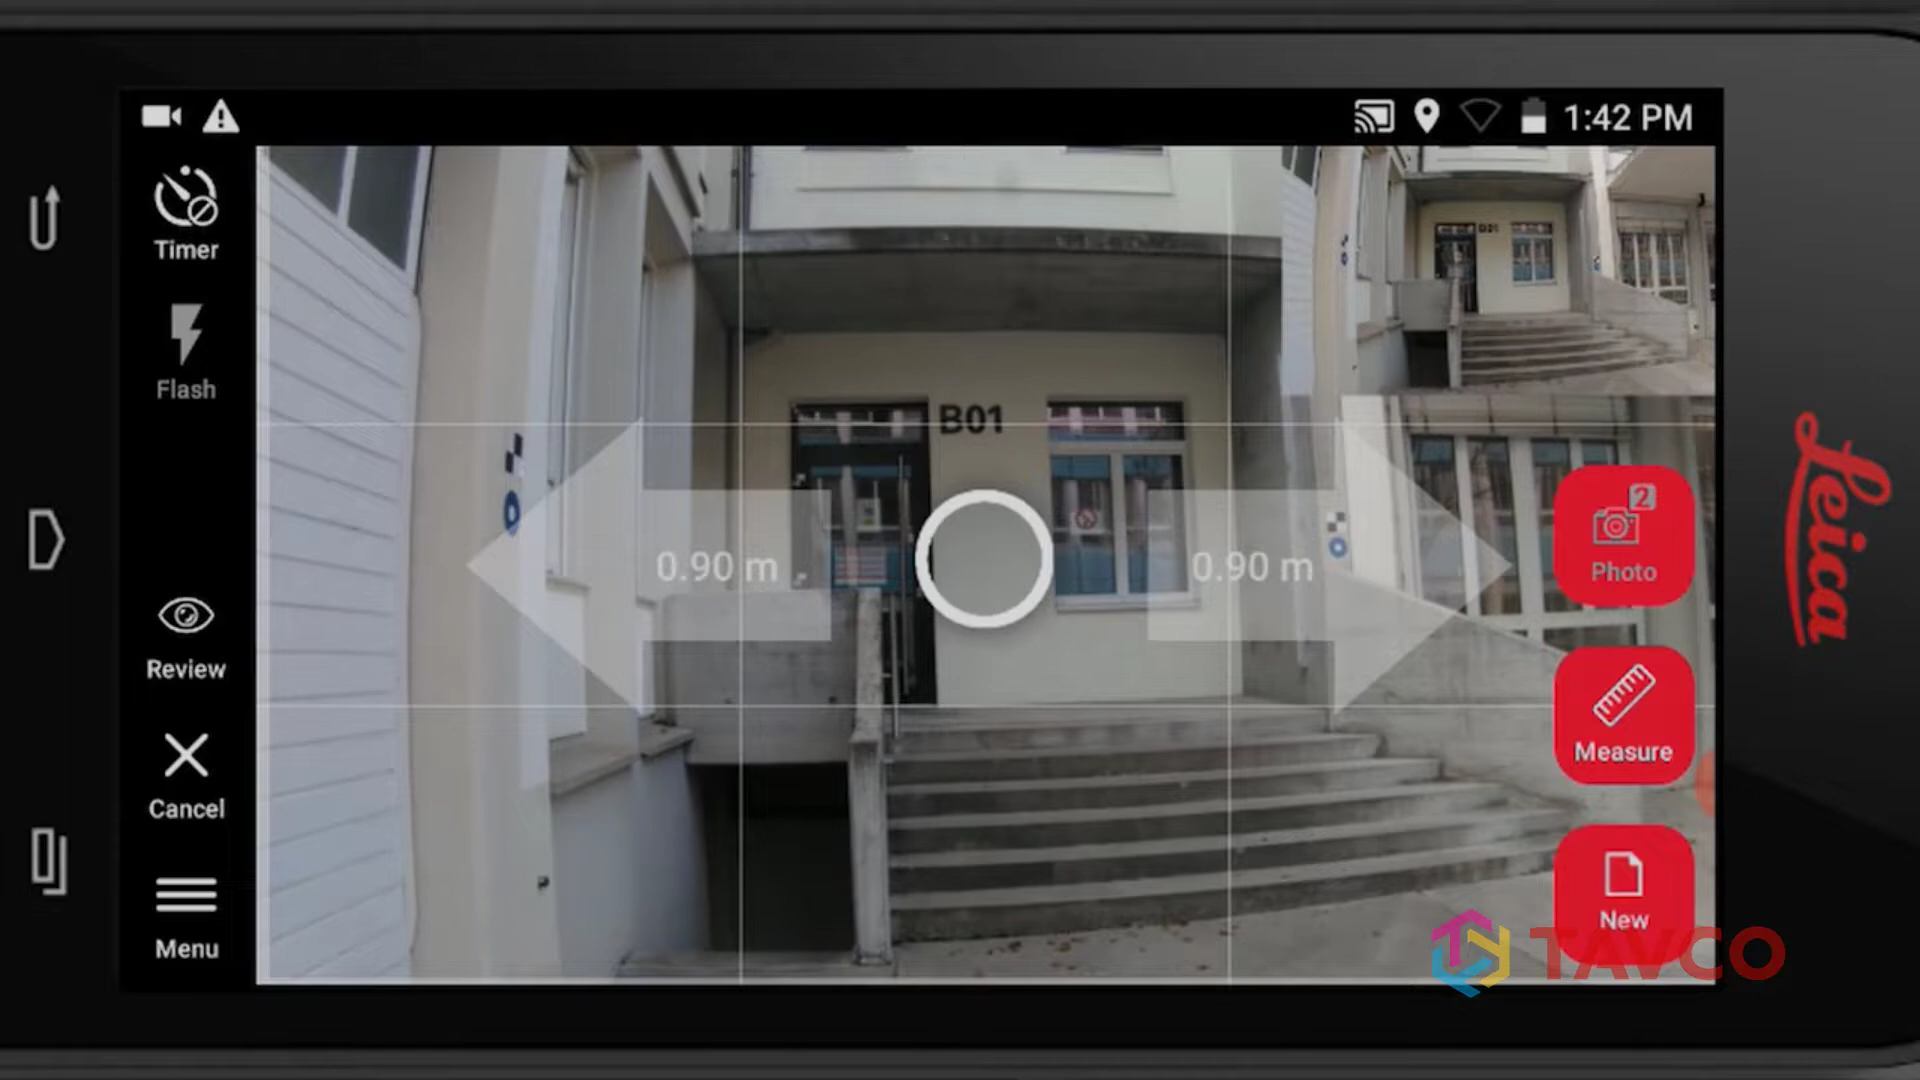 1:42 PM
Timer
Flash
B01
B01
0.90 m
0.90 m
2
Photo
Leica
Review
Measure
Cancel
New
Menu
TAVCO